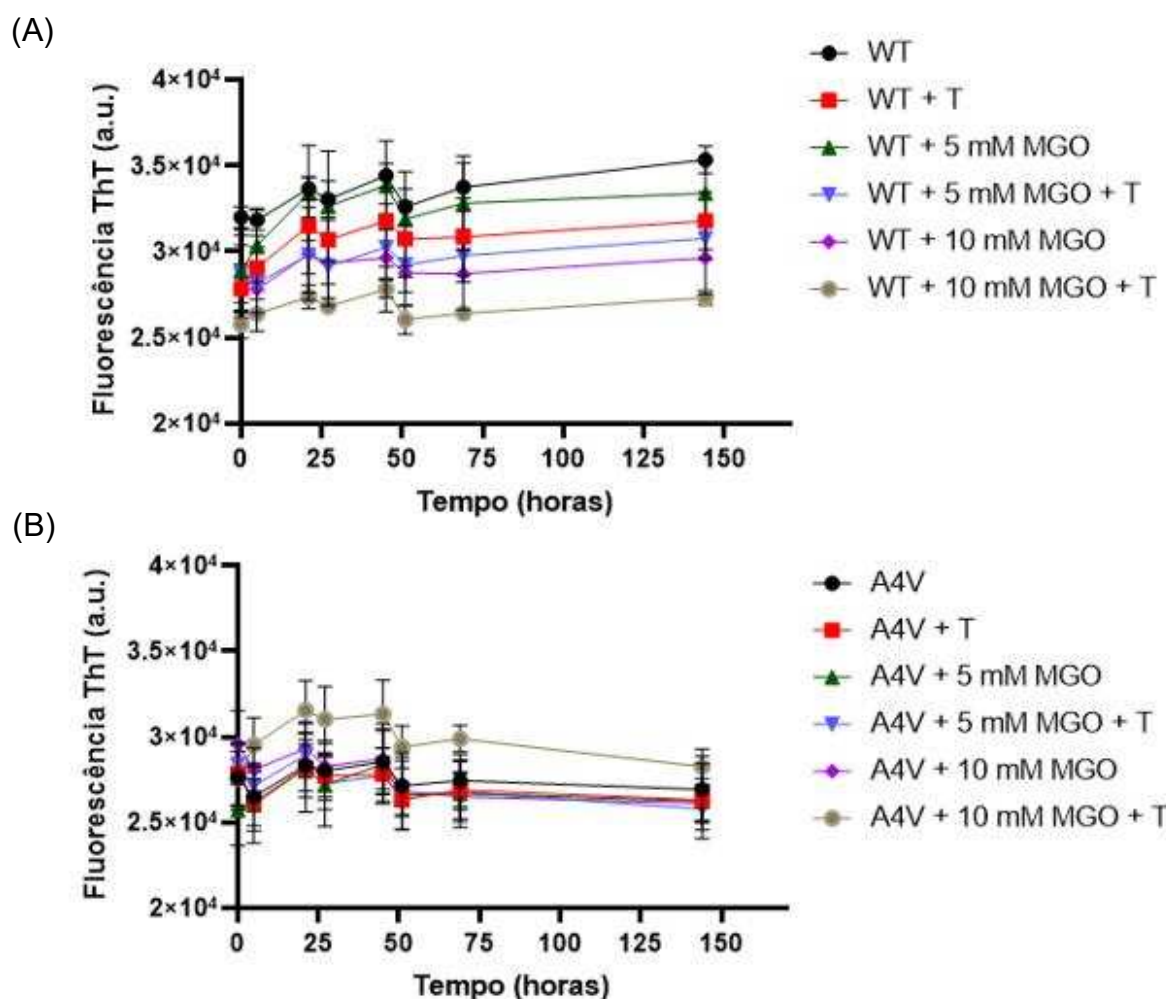 (A)
Fluorescência ThT (a.u.)
4×10⁴
3.5×10⁴
3×10⁴
2.5×10⁴
2×10⁴
0 25 50 75 100 125 150
Tempo (horas)
WT
WT + T
WT + 5 mM MGO
WT + 5 mM MGO + T
WT + 10 mM MGO
WT + 10 mM MGO + T
(B)
Fluorescência ThT (a.u.)
4×10⁴
3.5×10⁴
3×10⁴
2.5×10⁴
2×10⁴
0 25 50 75 100 125 150
Tempo (horas)
A4V
A4V + T
A4V + 5 mM MGO
A4V + 5 mM MGO + T
A4V + 10 mM MGO
A4V + 10 mM MGO + T